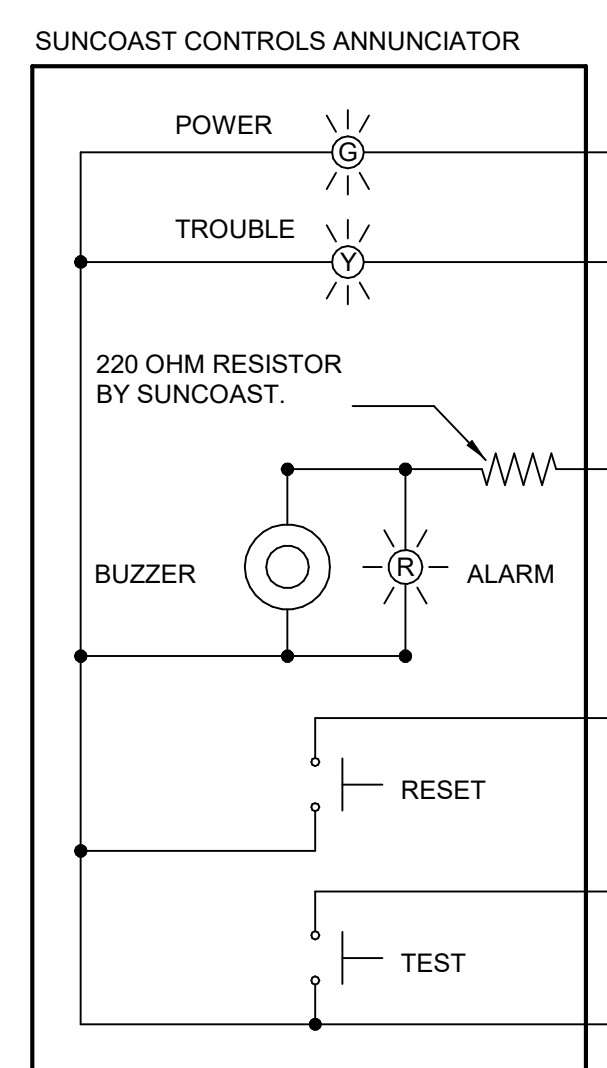 SUNCOAST CONTROLS ANNUNCIATOR
POWER
G
TROUBLE
Y
220 OHM RESISTOR
BY SUNCOAST.
BUZZER
R
ALARM
RESET
TEST